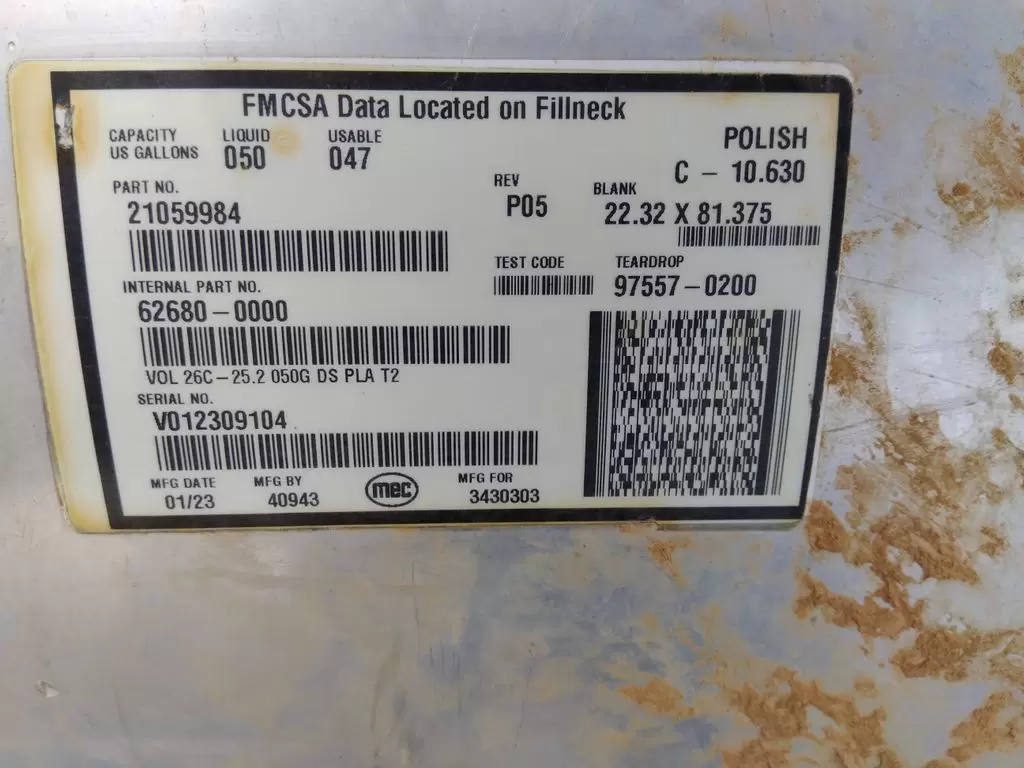 FMCSA Data Located on Fillneck
CAPACITY
US GALLONS
LIQUID
050
USABLE
047
POLISH
C - 10.630
PART NO.
21059984
REV
P05
BLANK
22.32 X 81.375
INTERNAL PART NO.
62680-0000
TEST CODE
TEARDROP
97557-0200
VOL 26C-25.2 050G DS PLA T2
SERIAL NO.
V012309104
MFG DATE
01/23
MFG BY
40943
mec
MFG FOR
3430303